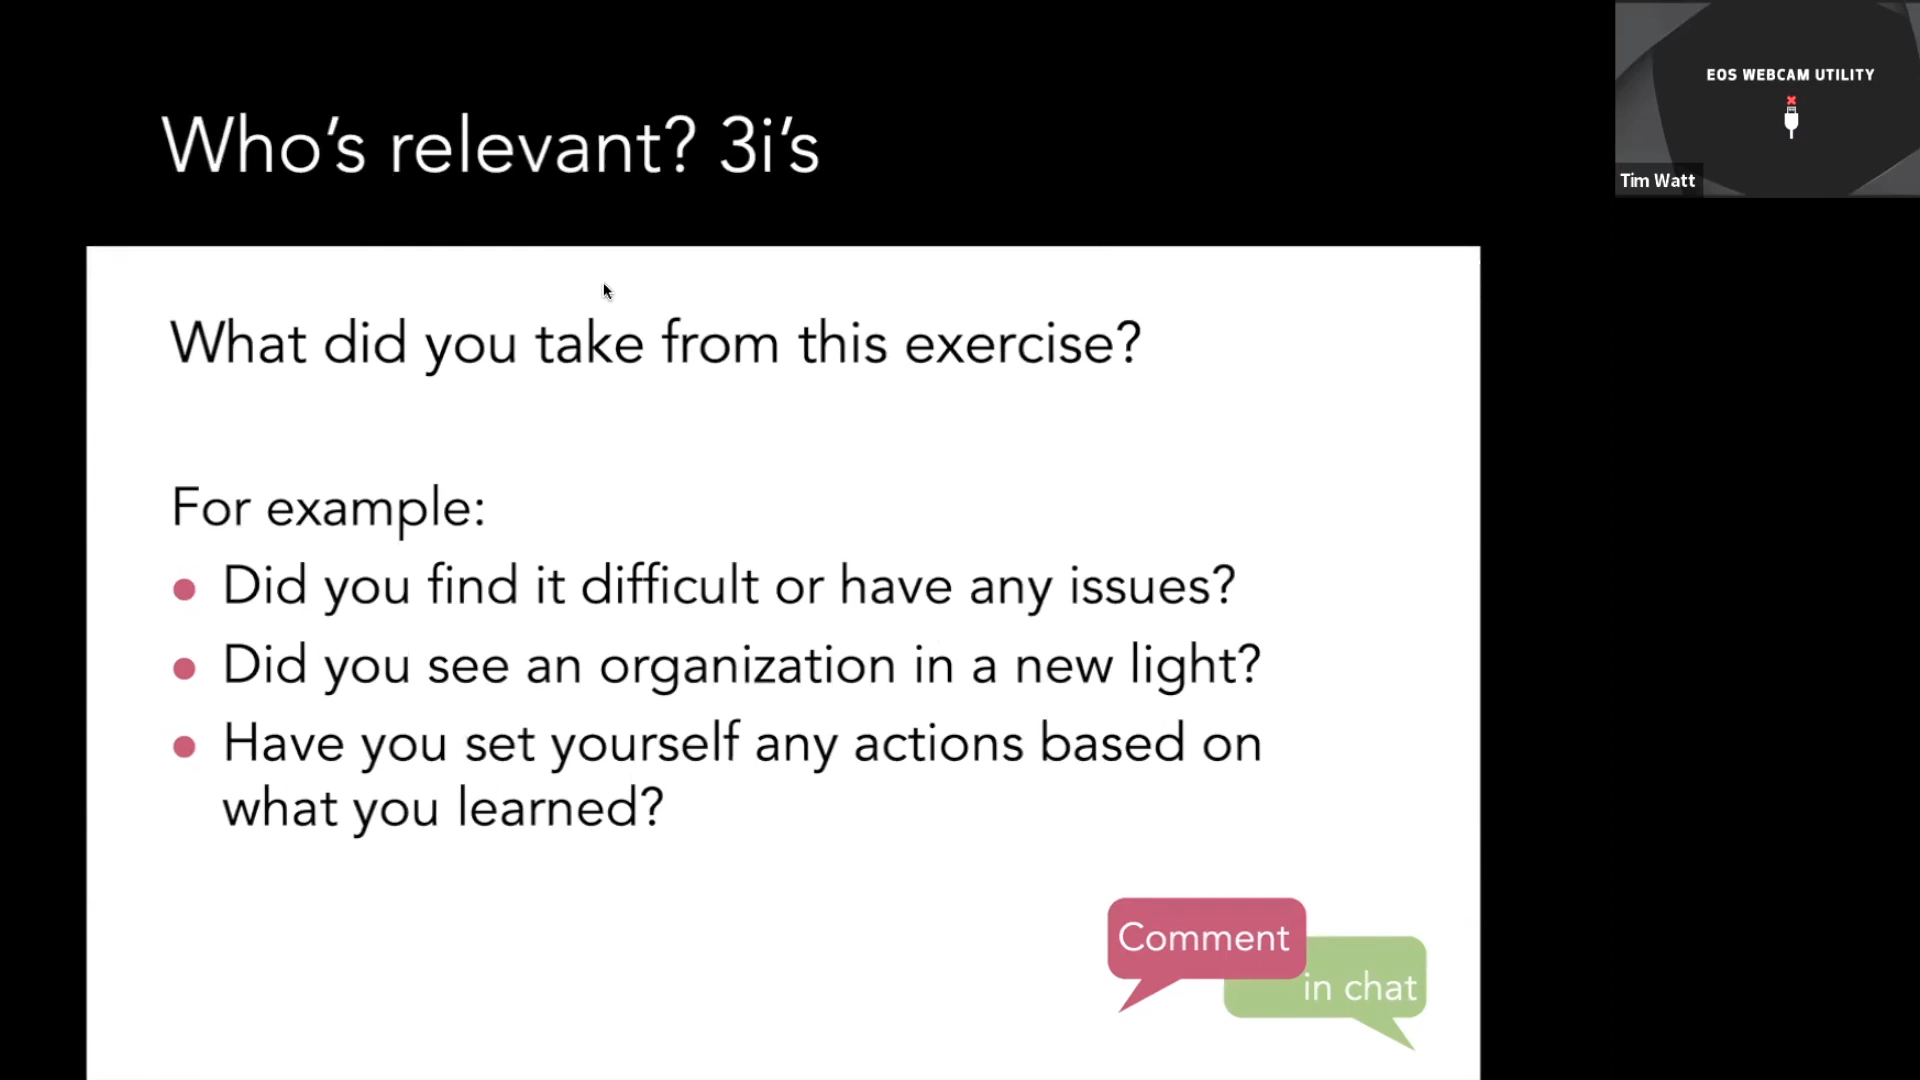 Who’s relevant? 3i’s
EOS WEBCAM UTILITY
Tim Watt
What did you take from this exercise?
For example:
● Did you find it difficult or have any issues?
● Did you see an organization in a new light?
● Have you set yourself any actions based on
what you learned?
Comment
in chat